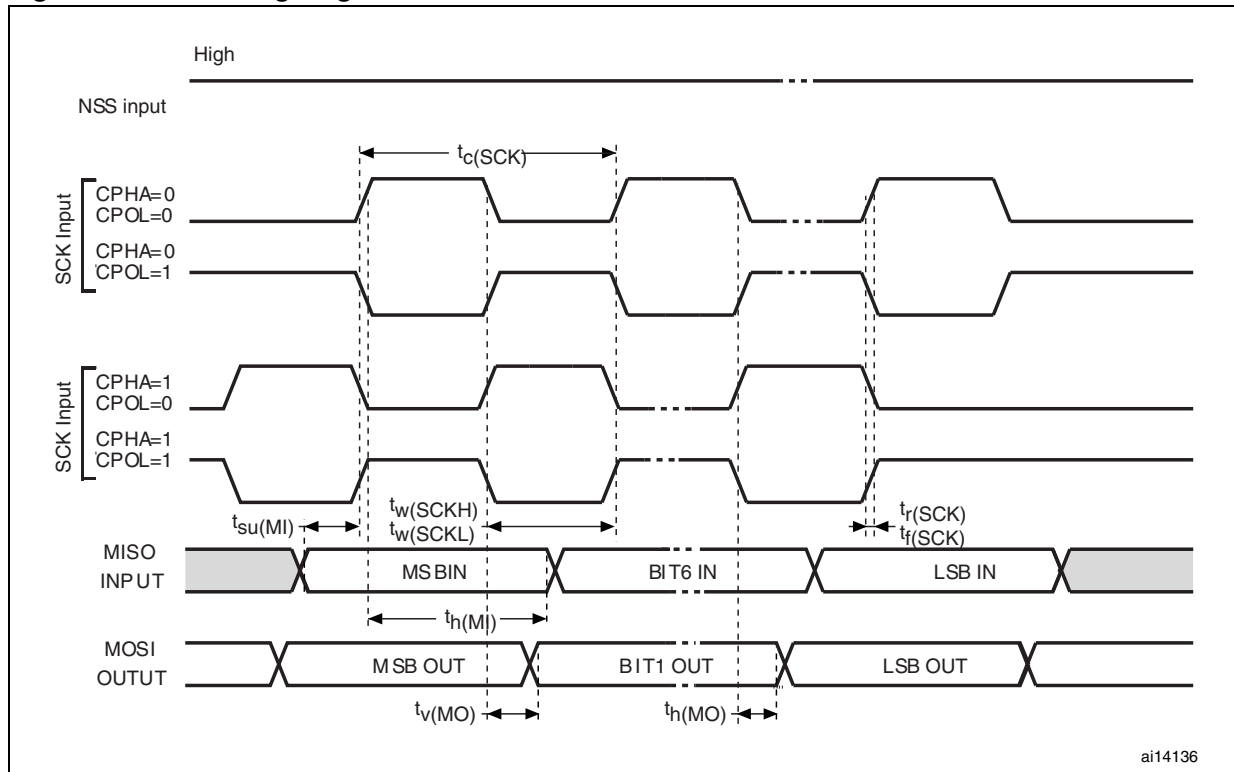 High
NSS input
tc(SCK)
SCK Input
CPHA=0
CPOL=0
CPHA=0
CPOL=1
SCK Input
CPHA=1
CPOL=0
CPHA=1
CPOL=1
tsu(MI)
tw(SCKH)
tw(SCKL)
tr(SCK)
tf(SCK)
MISO
INPUT
MSBIN
BIT6 IN
LSB IN
th(MI)
MOSI
OUTUT
MSB OUT
BIT1 OUT
LSB OUT
tv(MO)
th(MO)
ai14136